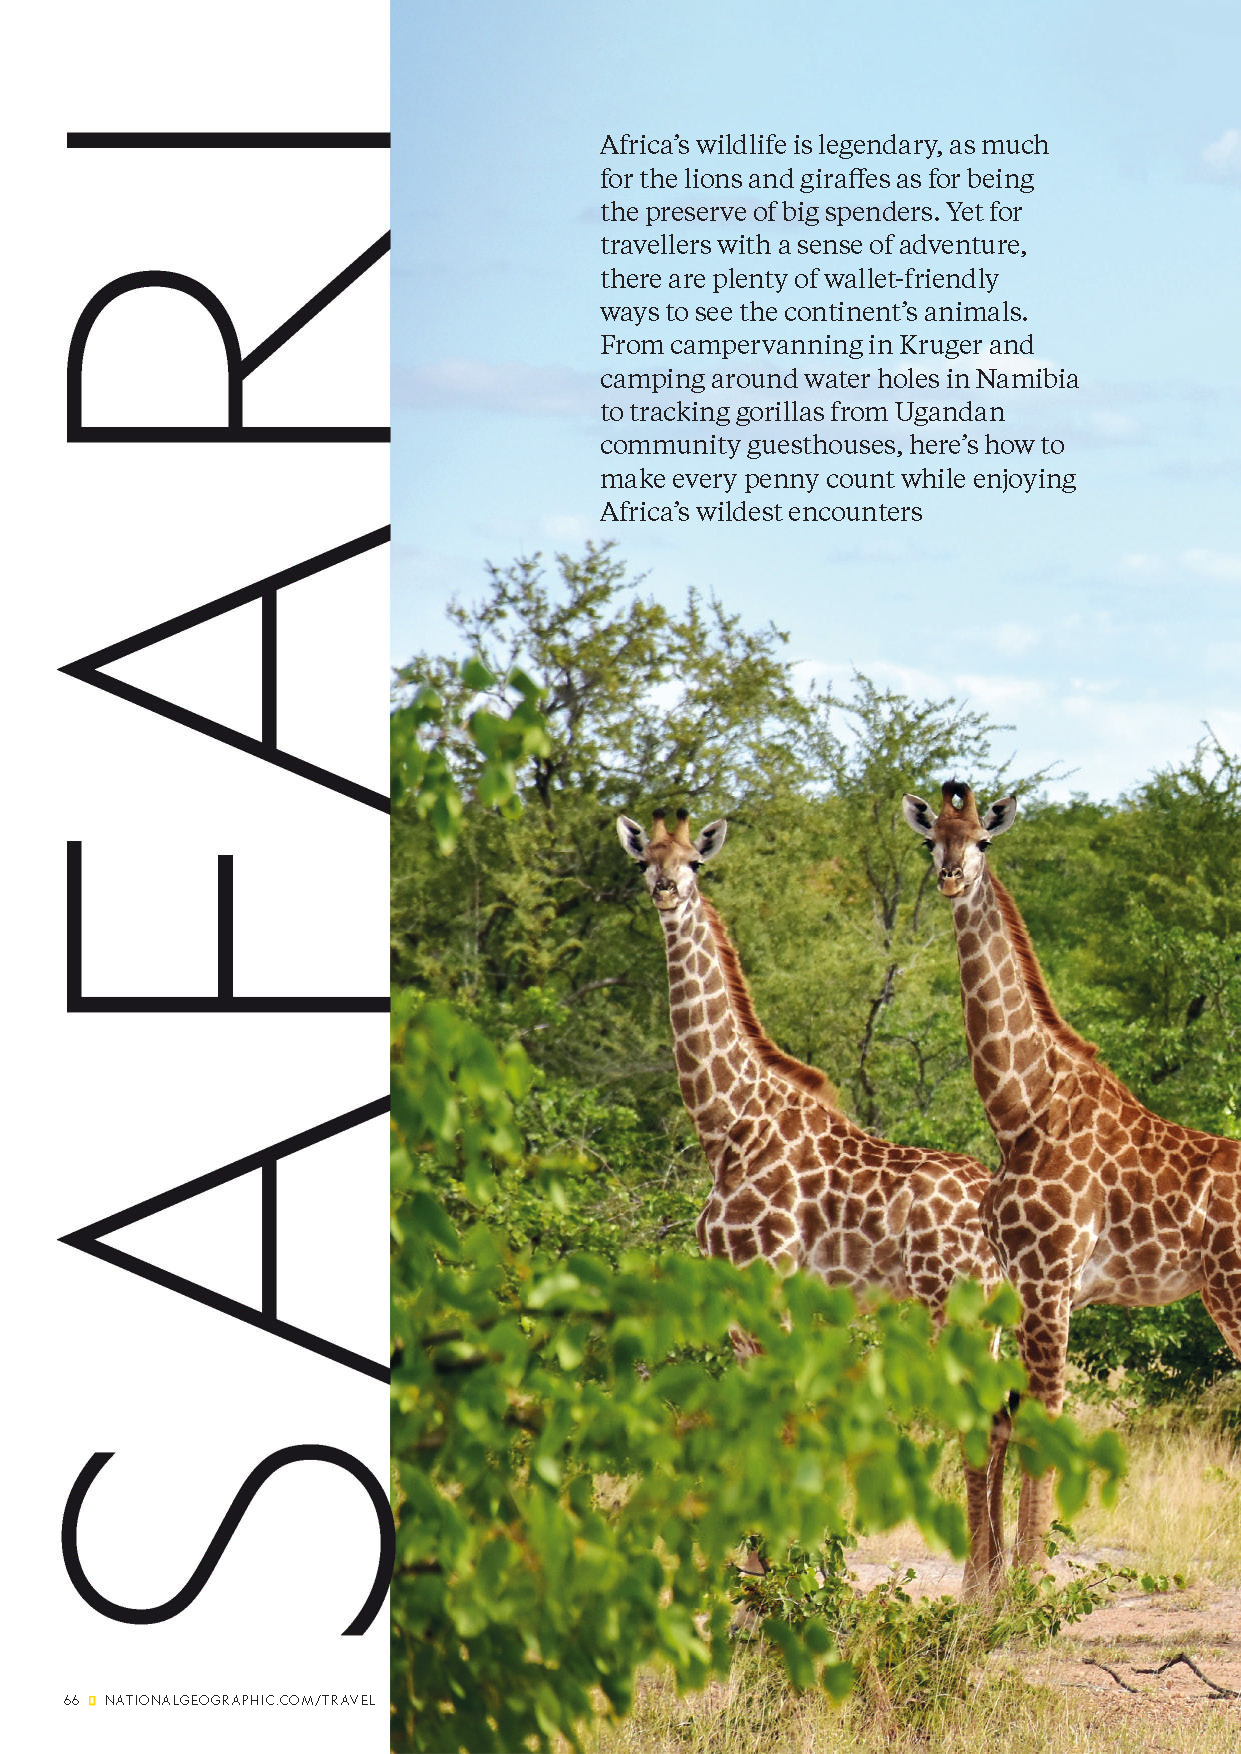 SAFARI
Africa’s wildlife is legendary, as much
for the lions and giraffes as for being
the preserve of big spenders. Yet for
travellers with a sense of adventure,
there are plenty of wallet-friendly
ways to see the continent’s animals.
From campervanning in Kruger and
camping around water holes in Namibia
to tracking gorillas from Ugandan
community guesthouses, here’s how to
make every penny count while enjoying
Africa’s wildest encounters
66 NATIONALGEOGRAPHIC.COM/TRAVEL